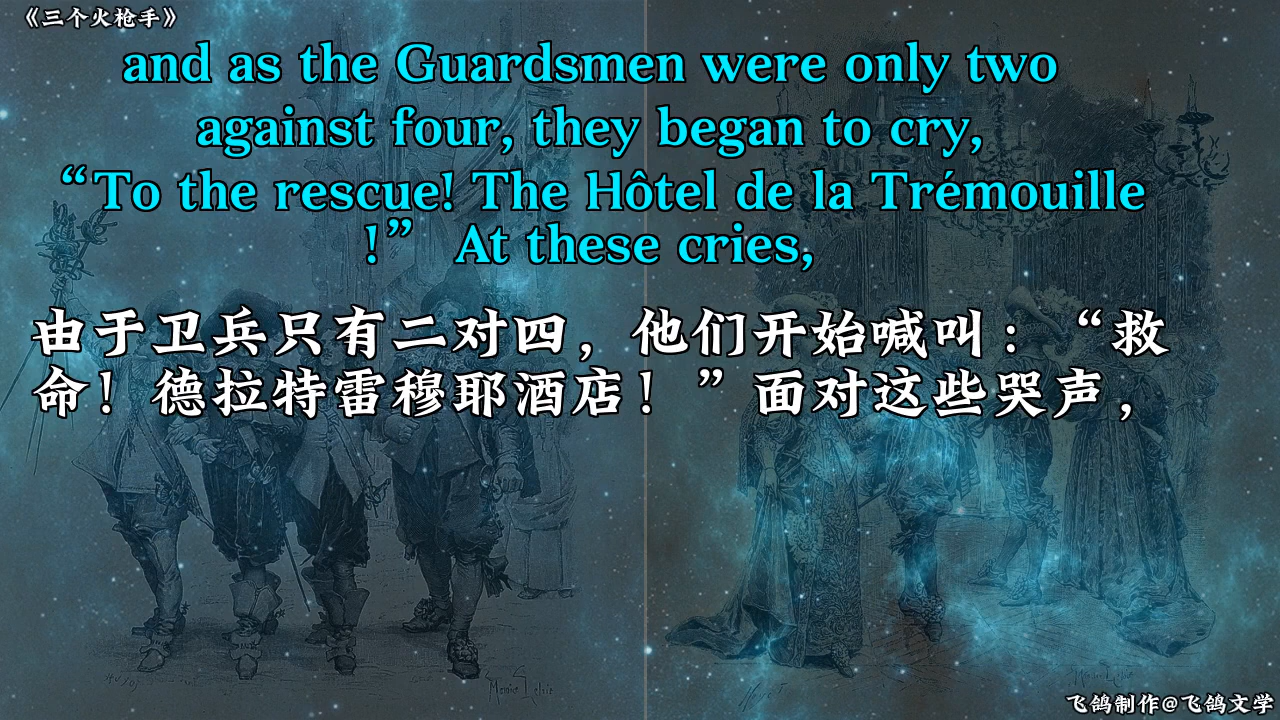 《三个火枪手》
and as the Guardsmen were only two
against four, they began to cry,
“To the rescue! The Hôtel de la Trémouille
!” At these cries,
由于卫兵只有二对四，他们开始喊叫：“救
命！德拉特雷穆耶酒店！”面对这些哭声，
飞鸽制作@飞鸽文学